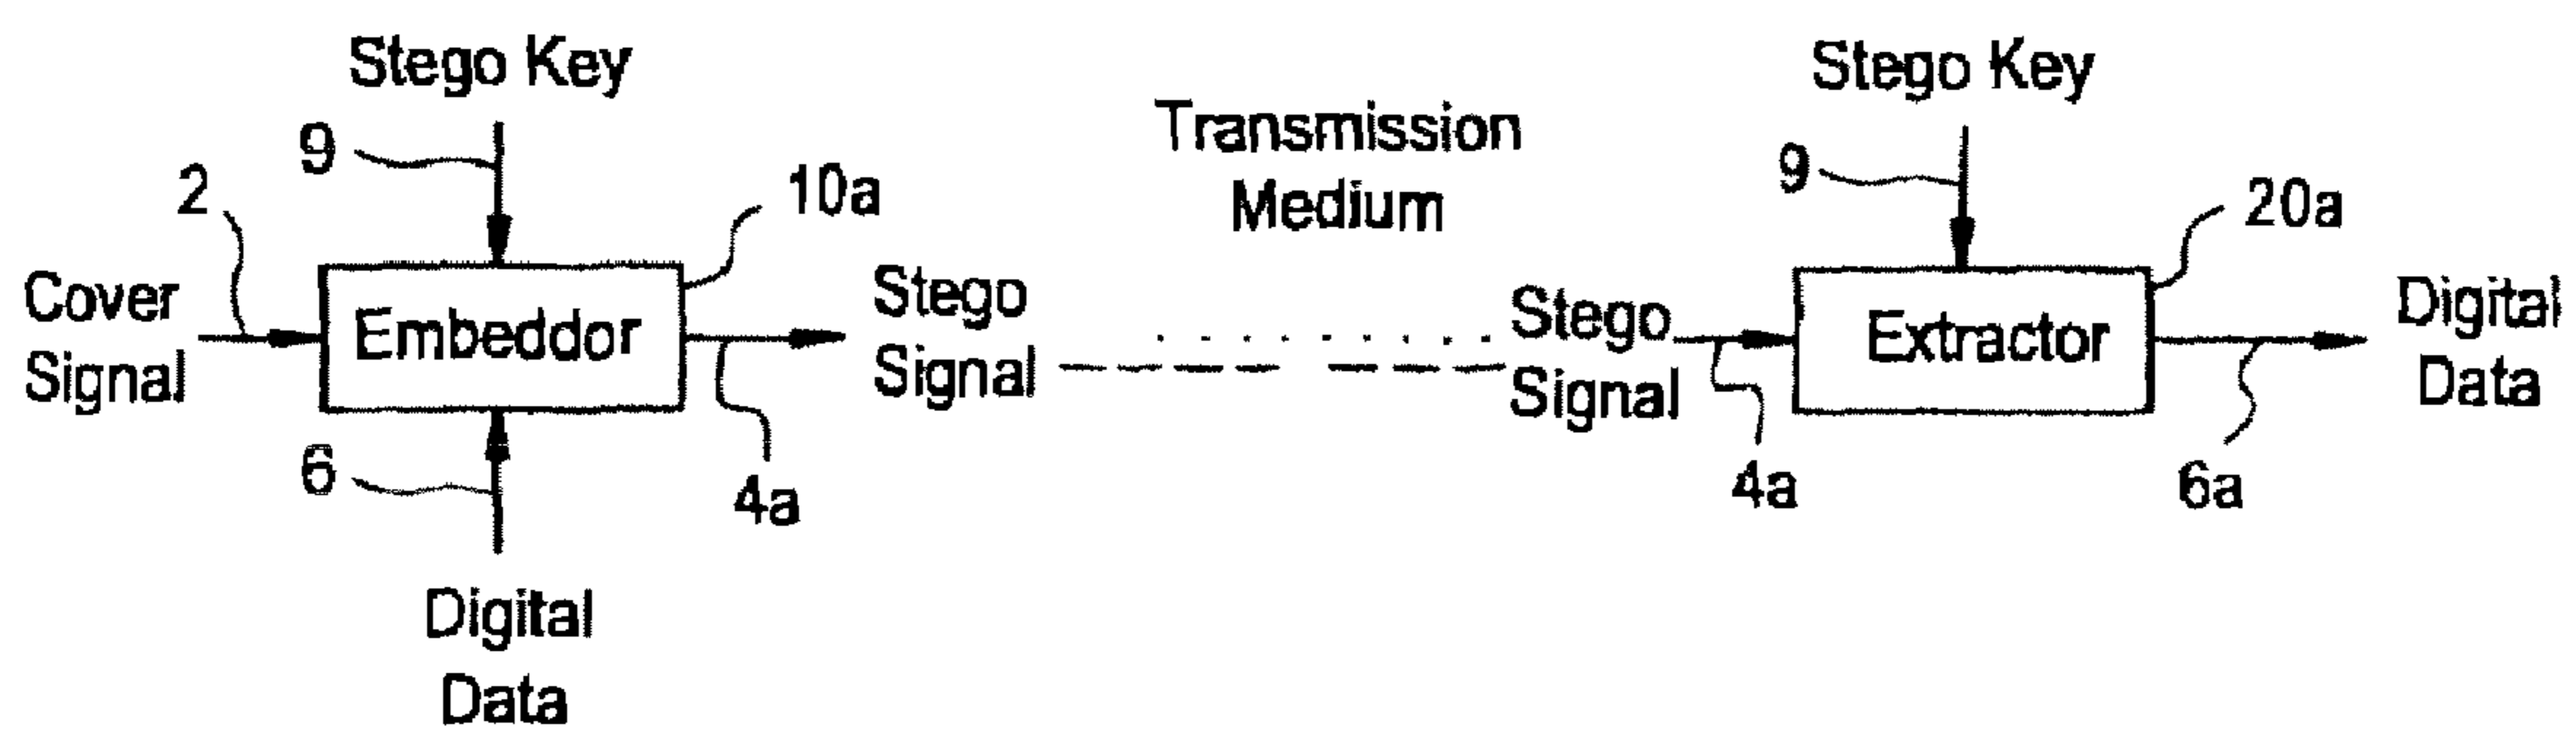 Stego Key
9
2
10a
Cover
Signal
Embeddor
Stego
Signal
6
4a
Digital
Data
Transmission
Medium
Stego Key
9
20a
Stego
Signal
Extractor
Digital
Data
4a
6a